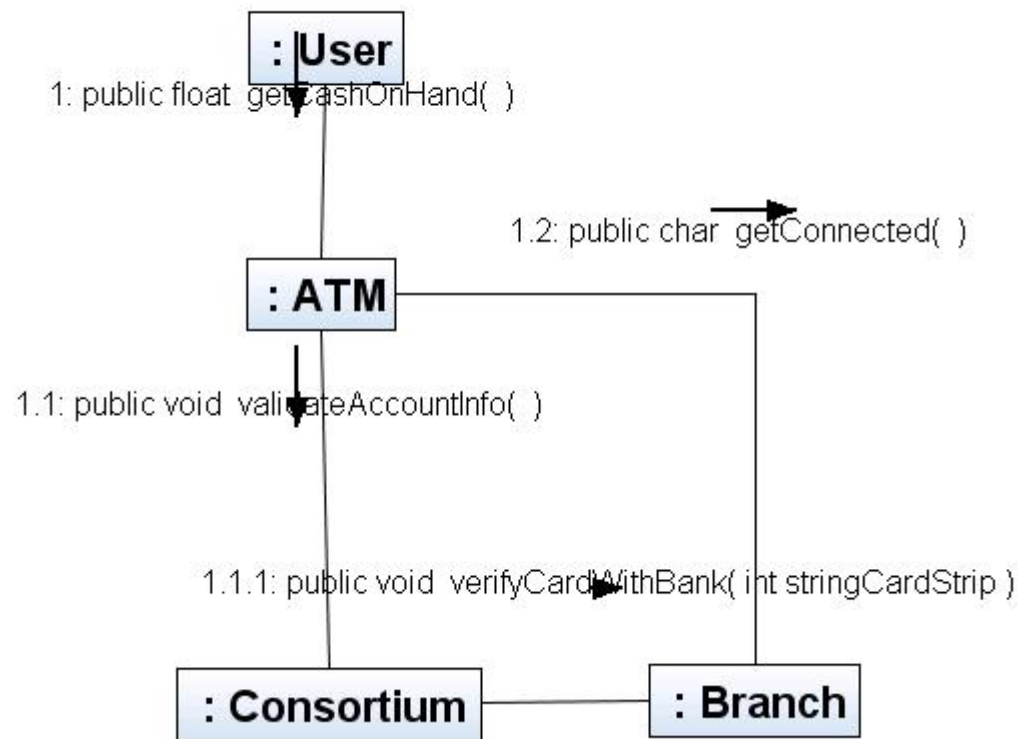 : User
1: public float getCashOnHand( )
1.2: public char getConnected( )
: ATM
1.1: public void validateAccountInfo( )
1.1.1: public void verifyCardWithBank( int stringCardStrip )
: Consortium
: Branch